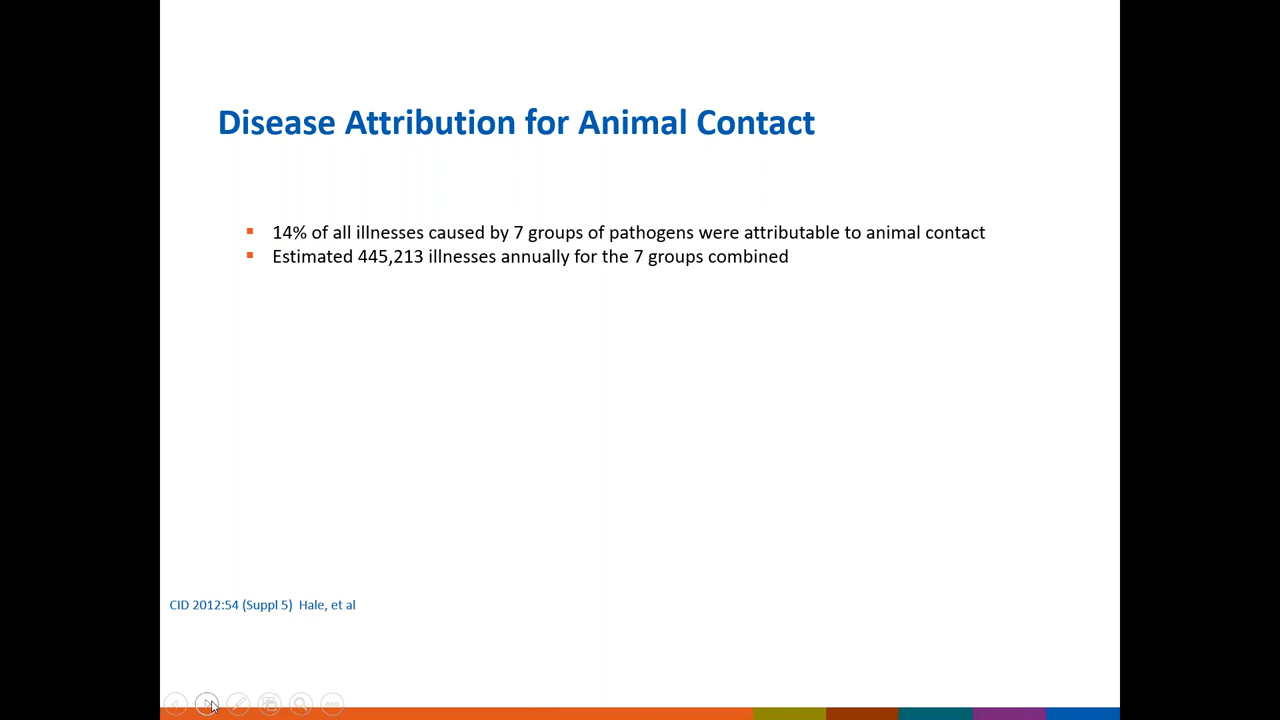 Disease Attribution for Animal Contact
14% of all illnesses caused by 7 groups of pathogens were attributable to animal contact
Estimated 445,213 illnesses annually for the 7 groups combined
CID 2012:54 (Suppl 5)  Hale, et al